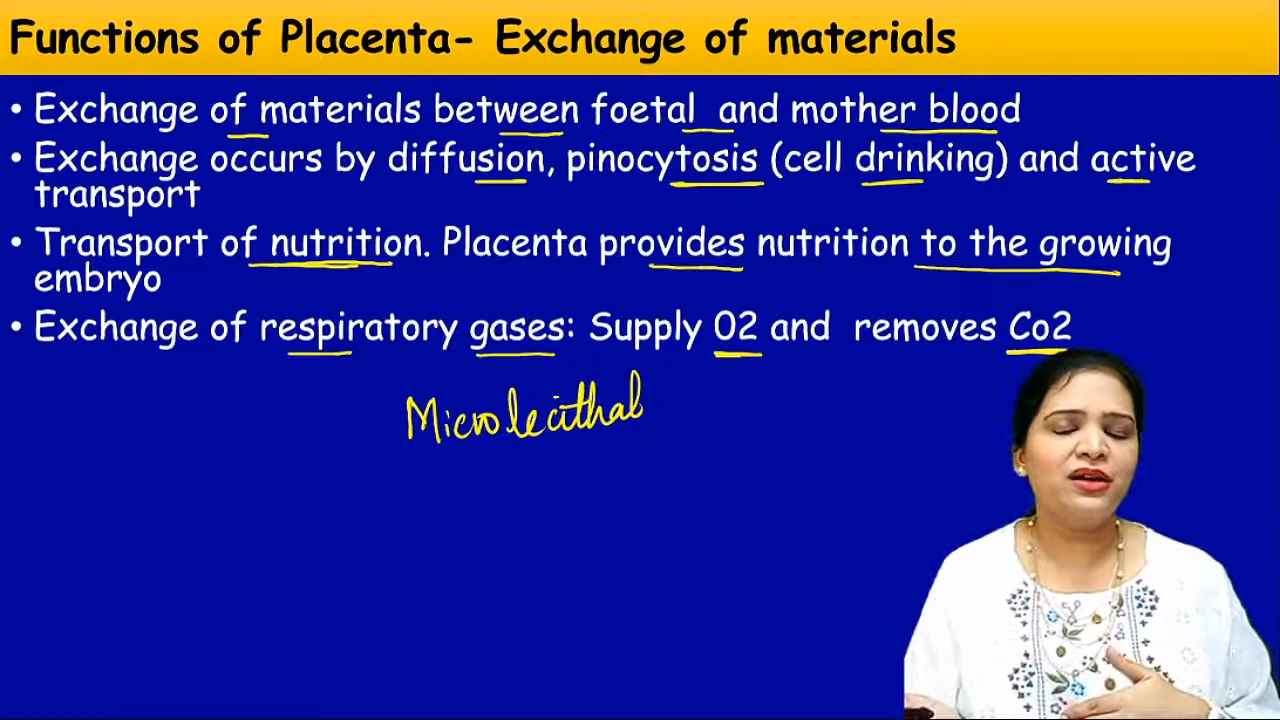 Functions of Placenta- Exchange of materials
• Exchange of materials between foetal and mother blood
• Exchange occurs by diffusion, pinocytosis (cell drinking) and active
transport
• Transport of nutrition. Placenta provides nutrition to the growing
embryo
• Exchange of respiratory gases: Supply O2 and removes Co2
Microlecithal